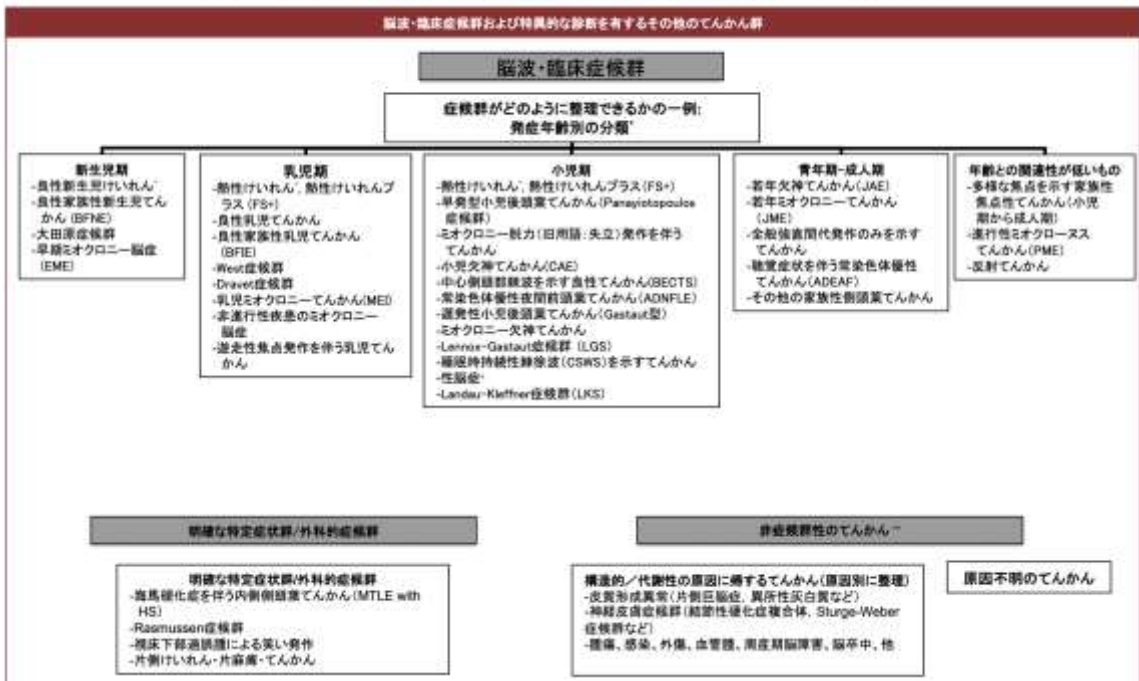 脳波・臨床症候群および特異的な診断を有するその他のてんかん群
脳波・臨床症候群
症候群がどのように整理できるかの一例:
発症年齢別の分類*
新生児期
-良性新生児けいれん*
-良性家族性新生児てん
かん (BFNE)
-大田原症候群
-早期ミオクロニー脳症
(EME)
乳児期
-熱性けいれん*, 熱性けいれんプ
ラス (FS+)
-良性乳児てんかん
-良性家族性乳児てんかん
(BFIE)
-West症候群
-Dravet症候群
-乳児ミオクロニーてんかん(MEI)
-非進行性疾患のミオクロニー
脳症
-遊走性焦点発作を伴う乳児てん
かん
小児期
-熱性けいれん*, 熱性けいれんプラス(FS+)
-早発型小児後頭葉てんかん(Panayiotopoulos
症候群)
-ミオクロニー脱力(旧用語:失立)発作を伴う
てんかん
-小児欠神てんかん(CAE)
-中心側頭部棘波を示す良性てんかん(BECTS)
-常染色体優性夜間前頭葉てんかん(ADNFLE)
-遅発性小児後頭葉てんかん(Gastaut型)
-ミオクロニー欠神てんかん
-Lennox-Gastaut症候群 (LGS)
-睡眠時持続性棘徐波(CSWS)を示すてんかん
-性脳症
-Landau-Kleffner症候群(LKS)
青年期-成人期
-若年欠神てんかん(JAE)
-若年ミオクロニーてんかん
(JME)
-全般強直間代発作のみを示す
てんかん
-聴覚症状を伴う常染色体優性
てんかん(ADEAF)
-その他の家族性側頭葉てんかん
年齢との関連性が低いもの
-多様な焦点を示す家族性
焦点性てんかん(小児
期から成人期)
-進行性ミオクローヌス
てんかん(PME)
-反射てんかん
明確な特定症状群/外科的症候群
明確な特定症状群/外科的症候群
-海馬硬化症を伴う内側側頭葉てんかん(MTLE with
HS)
-Rasmussen症候群
-視床下部過誤腫による笑い発作
-片側けいれん・片麻痺・てんかん
非症候群性のてんかん
構造的/代謝性の原因に帰するてんかん(原因別に整理)
-皮質形成異常(片側巨脳症, 異所性灰白質など)
-神経皮膚症候群(結節性硬化症複合体, Sturge-Weber
症候群など)
-腫瘍、感染、外傷、血管腫、周産期脳障害、脳卒中、他
原因不明のてんかん